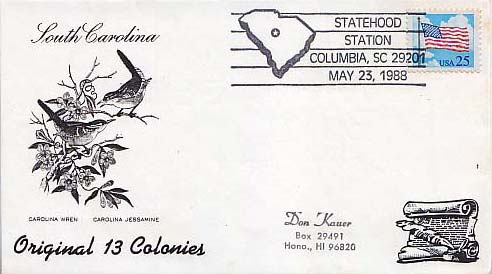 South Carolina
STATEHOOD
STATION
COLUMBIA, SC 29201
MAY 23, 1988
USA 25
CAROLINA WREN CAROLINA JESSAMINE
Original 13 Colonies
Don Kauer
Box 29491
Hono., HI 96820